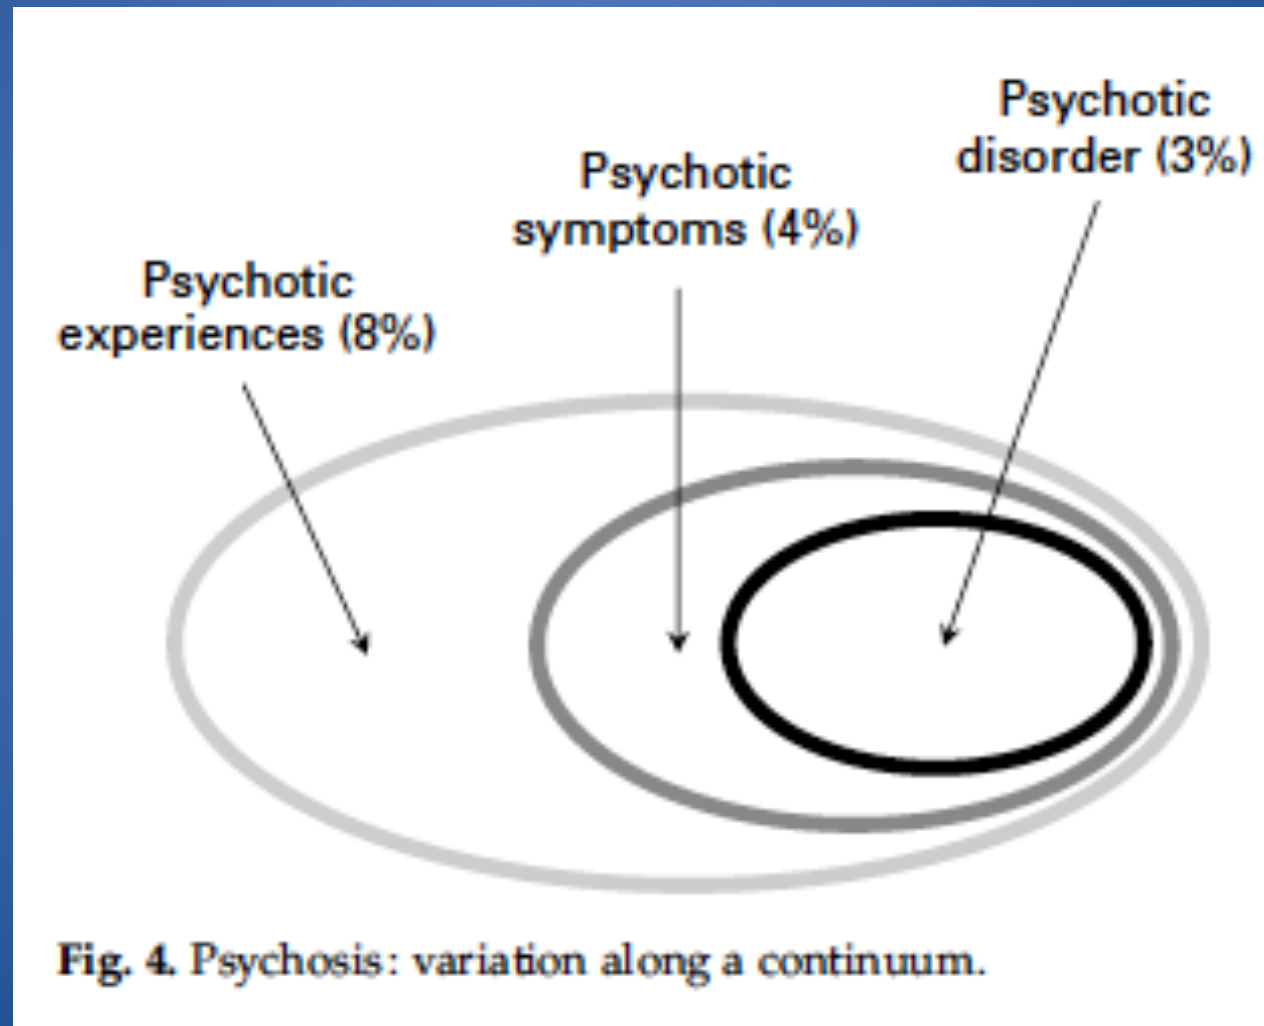 Psychotic
disorder (3%)
Psychotic
symptoms (4%)
Psychotic
experiences (8%)
Fig. 4. Psychosis: variation along a continuum.